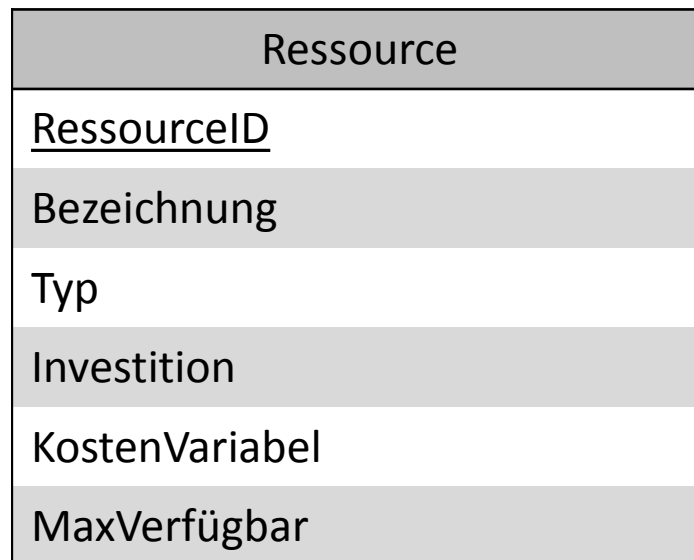 Ressource
RessourceID
Bezeichnung
Typ
Investition
KostenVariabel
MaxVerfügbar